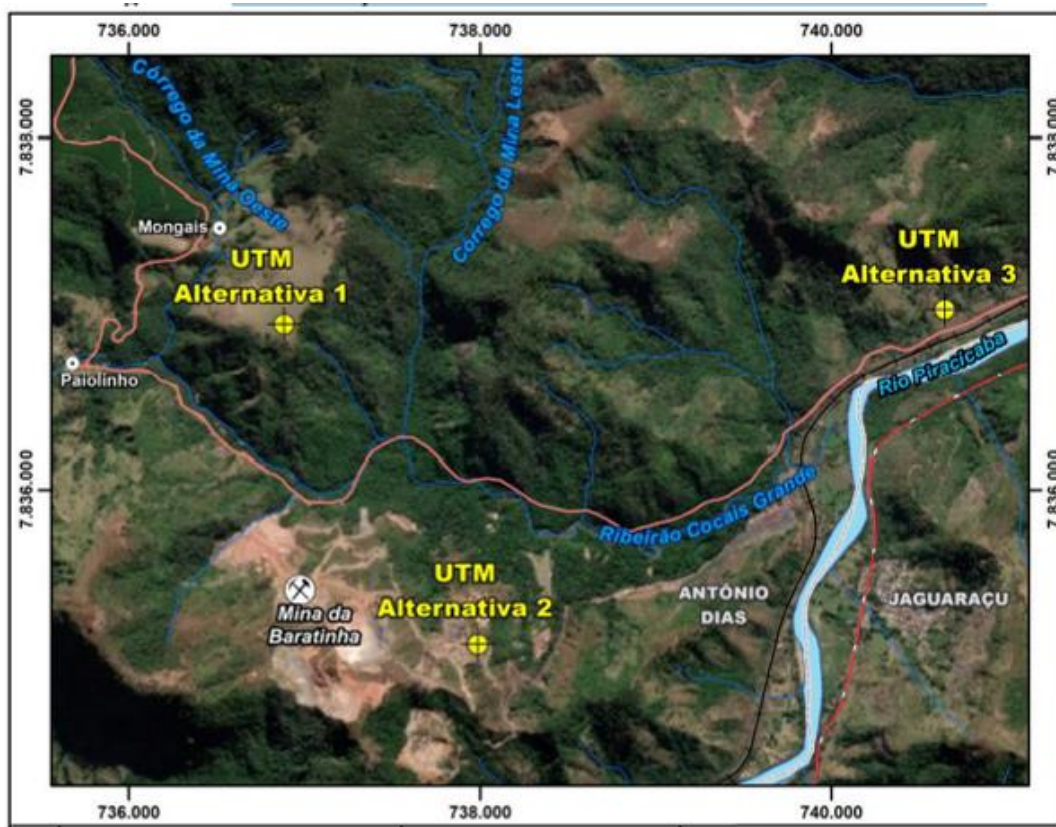 736.000
738.000
740.000
7.838.000
7.838.000
Córrego da Mina Oeste
Córrego da Mina Leste
Mongais
UTM
Alternativa 1
UTM
Alternativa 3
Paiolinho
Rio Piracicaba
7.836.000
7.836.000
Ribeirão Cocais Grande
UTM
Alternativa 2
Mina da
Baratinha
ANTÔNIO
DIAS
JAGUARAÇU
736.000
738.000
740.000